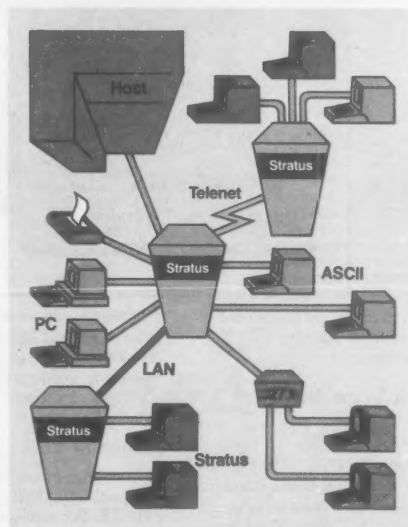 Host
Stratus
Telenet
Stratus
ASCII
PC
LAN
Stratus
Stratus